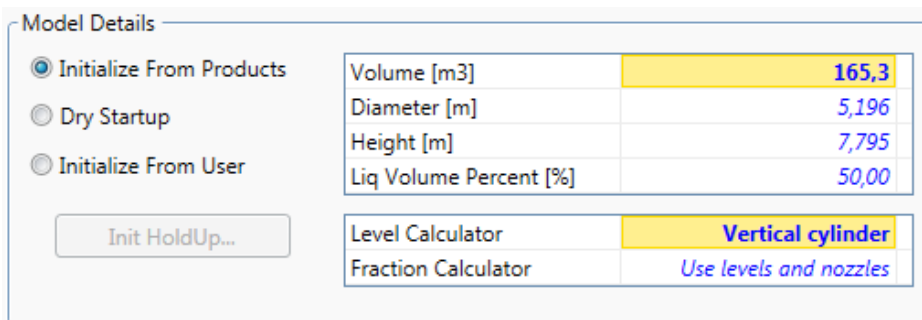 Model Details
Initialize From Products
Dry Startup
Initialize From User
Init HoldUp...
Volume [m3] 165,3
Diameter [m] 5,196
Height [m] 7,795
Liq Volume Percent [%] 50,00
Level Calculator Vertical cylinder
Fraction Calculator Use levels and nozzles